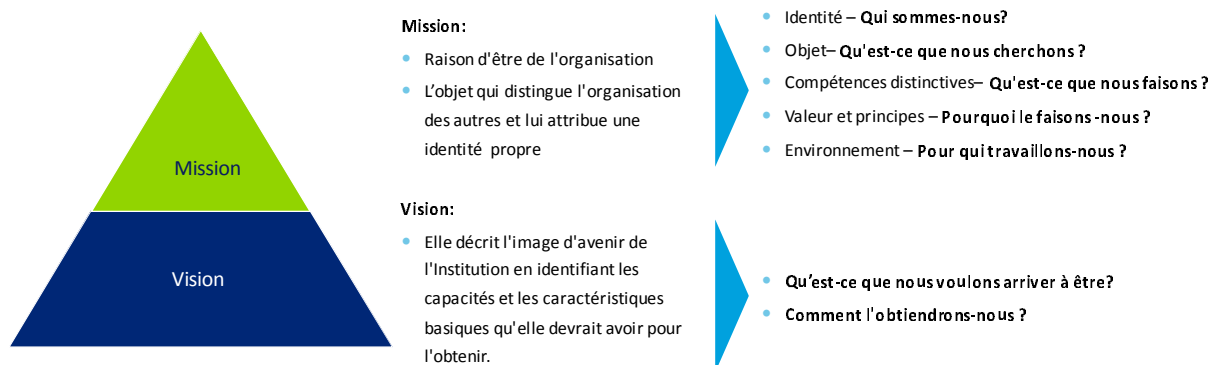 Mission
Vision
Mission:
• Raison d'être de l'organisation
• L'objet qui distingue l'organisation
des autres et lui attribue une
identité propre
• Identité – Qui sommes-nous?
• Objet– Qu'est-ce que nous cherchons ?
• Compétences distinctives– Qu'est-ce que nous faisons ?
• Valeur et principes – Pourquoi le faisons -nous ?
• Environnement – Pour qui travaillons-nous ?
Vision:
• Elle décrit l'image d'avenir de
l'Institution en identifiant les
capacités et les caractéristiques
basiques qu'elle devrait avoir pour
l'obtenir.
• Qu'est-ce que nous voulons arriver à être?
• Comment l'obtiendrons-nous ?